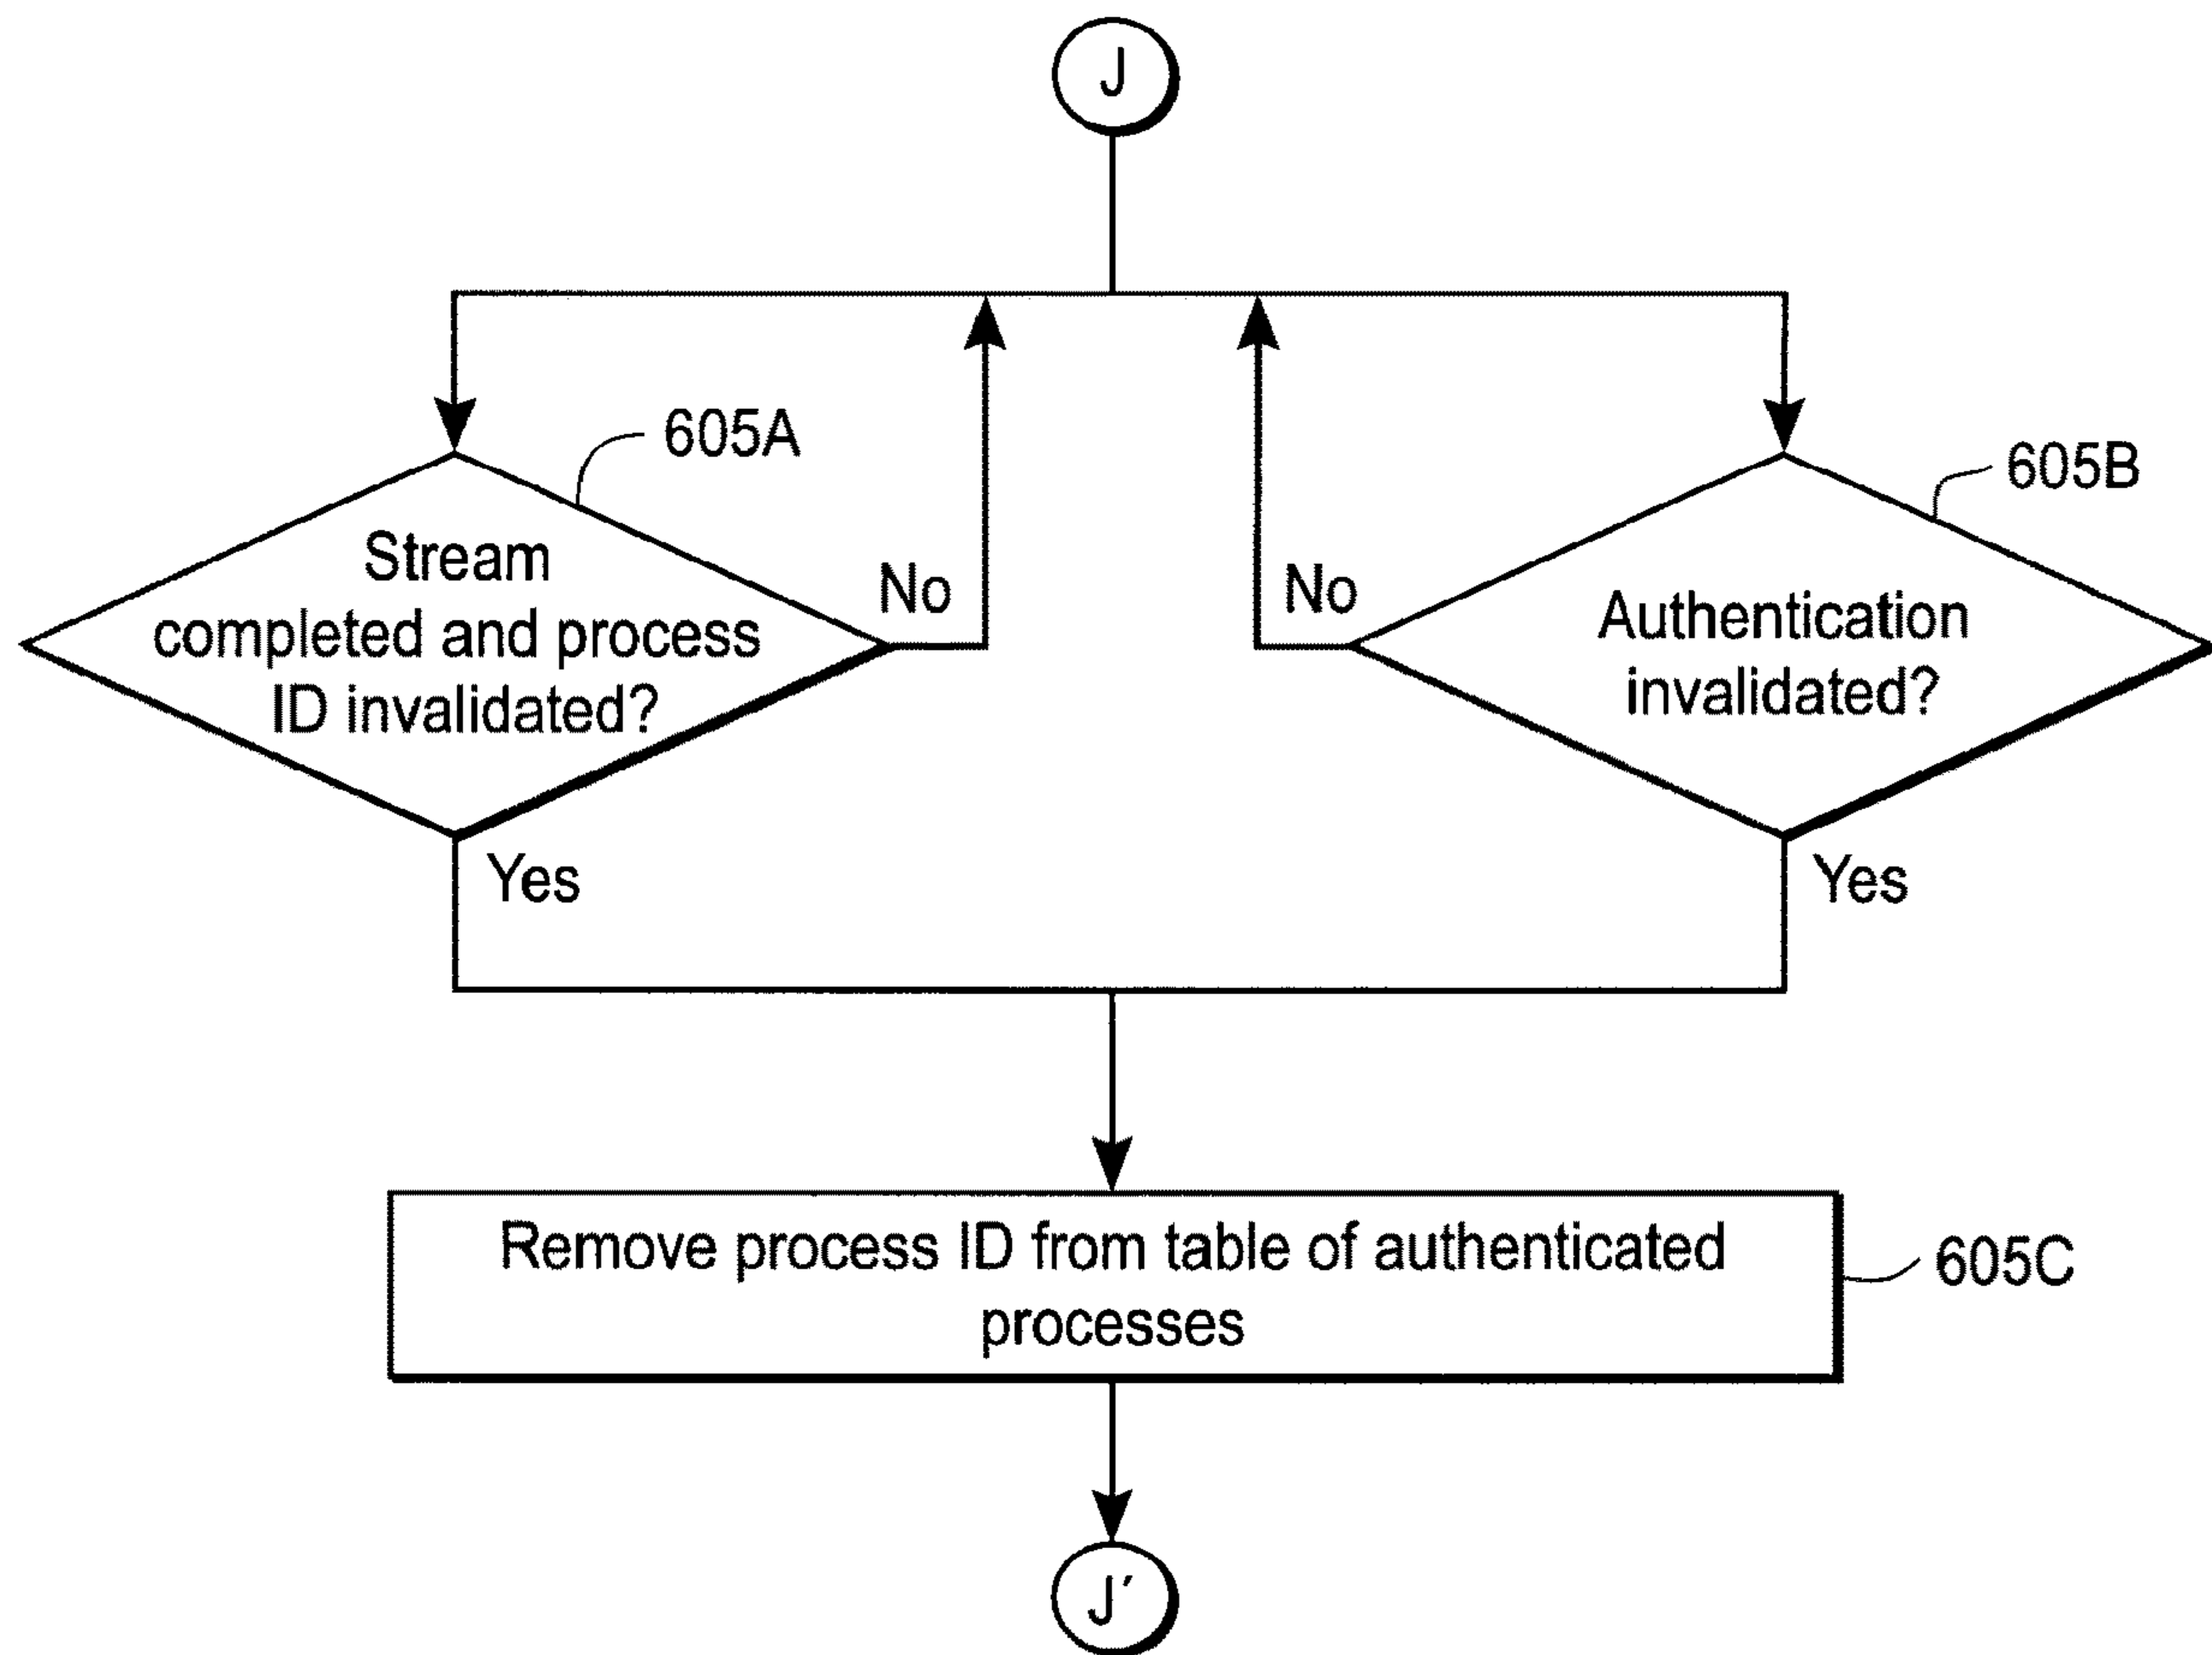 J
605A
605B
Stream
completed and process
ID invalidated?
No
No
Authentication
invalidated?
Yes
Yes
Remove process ID from table of authenticated
processes
605C
J′